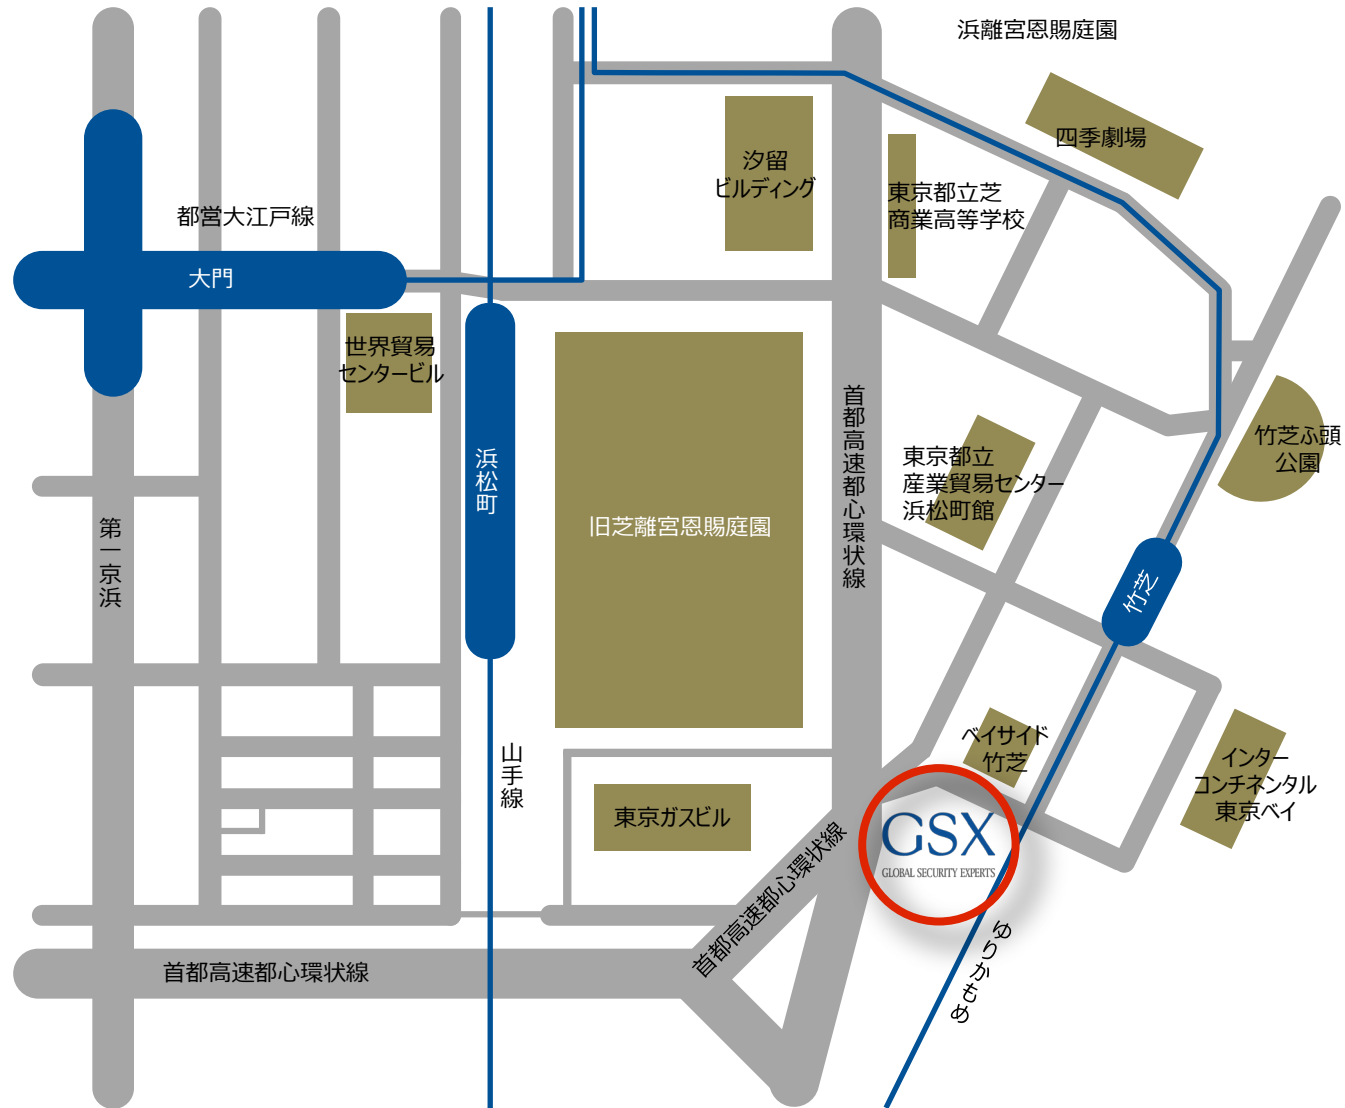 浜離宮恩賜庭園
四季劇場
汐留
ビルディング
東京都立芝
商業高等学校
都営大江戸線
大門
世界貿易
センタービル
浜松町
首都高速都心環状線
竹芝ふ頭
公園
東京都立
産業貿易センター
浜松町館
旧芝離宮恩賜庭園
第一京浜
竹芝
ベイサイド
竹芝
山手線
インター
コンチネンタル
東京ベイ
東京ガスビル
首都高速都心環状線
GSX
GLOBAL SECURITY EXPERTS
ゆりかもめ
首都高速都心環状線